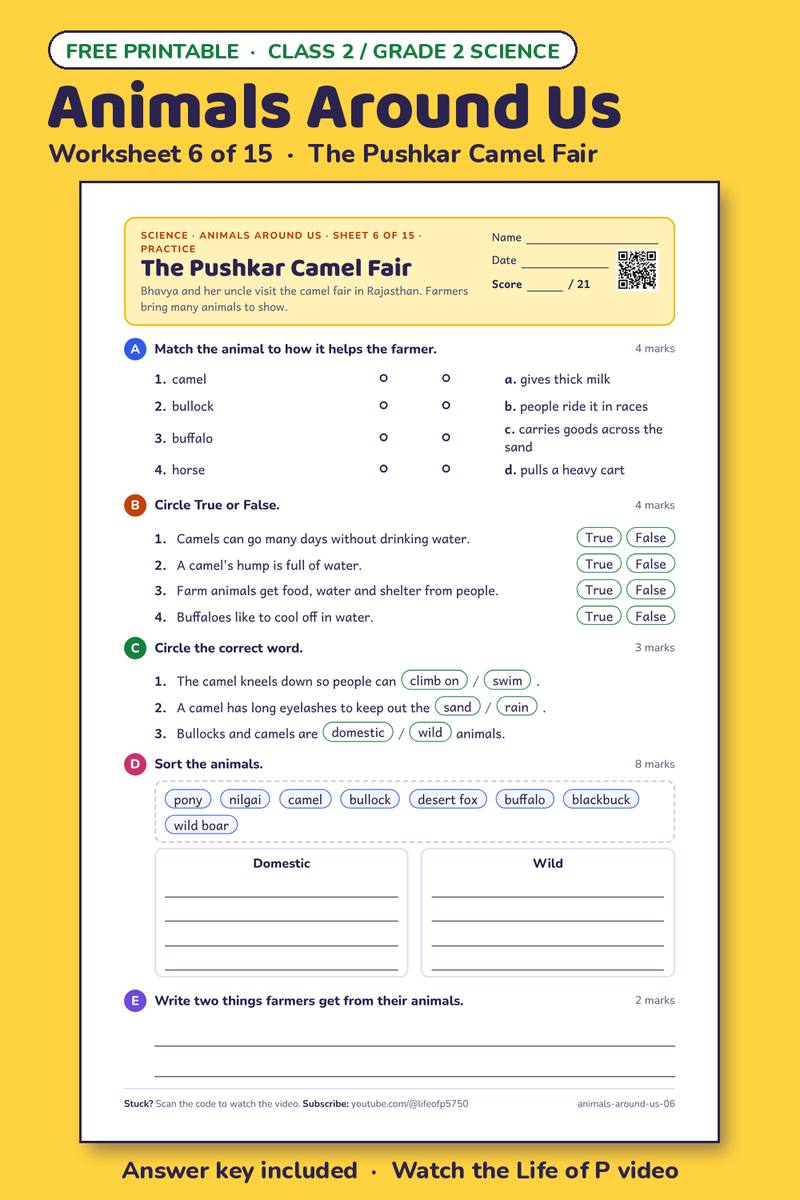 FREE PRINTABLE · CLASS 2 / GRADE 2 SCIENCE
Animals Around Us
Worksheet 6 of 15 · The Pushkar Camel Fair
SCIENCE · ANIMALS AROUND US · SHEET 6 OF 15 ·
PRACTICE
The Pushkar Camel Fair
Bhavya and her uncle visit the camel fair in Rajasthan. Farmers
bring many animals to show.
Name
Date
Score / 21
A Match the animal to how it helps the farmer. 4 marks
1. camel a. gives thick milk
2. bullock b. people ride it in races
3. buffalo c. carries goods across the
sand
4. horse d. pulls a heavy cart
B Circle True or False. 4 marks
1. Camels can go many days without drinking water. True False
2. A camel's hump is full of water. True False
3. Farm animals get food, water and shelter from people. True False
4. Buffaloes like to cool off in water. True False
C Circle the correct word. 3 marks
1. The camel kneels down so people can climb on / swim .
2. A camel has long eyelashes to keep out the sand / rain .
3. Bullocks and camels are domestic / wild animals.
D Sort the animals. 8 marks
pony nilgai camel bullock desert fox buffalo blackbuck
wild boar
Domestic Wild
E Write two things farmers get from their animals. 2 marks
Stuck? Scan the code to watch the video. Subscribe: youtube.com/@lifeofp5750 animals-around-us-06
Answer key included · Watch the Life of P video